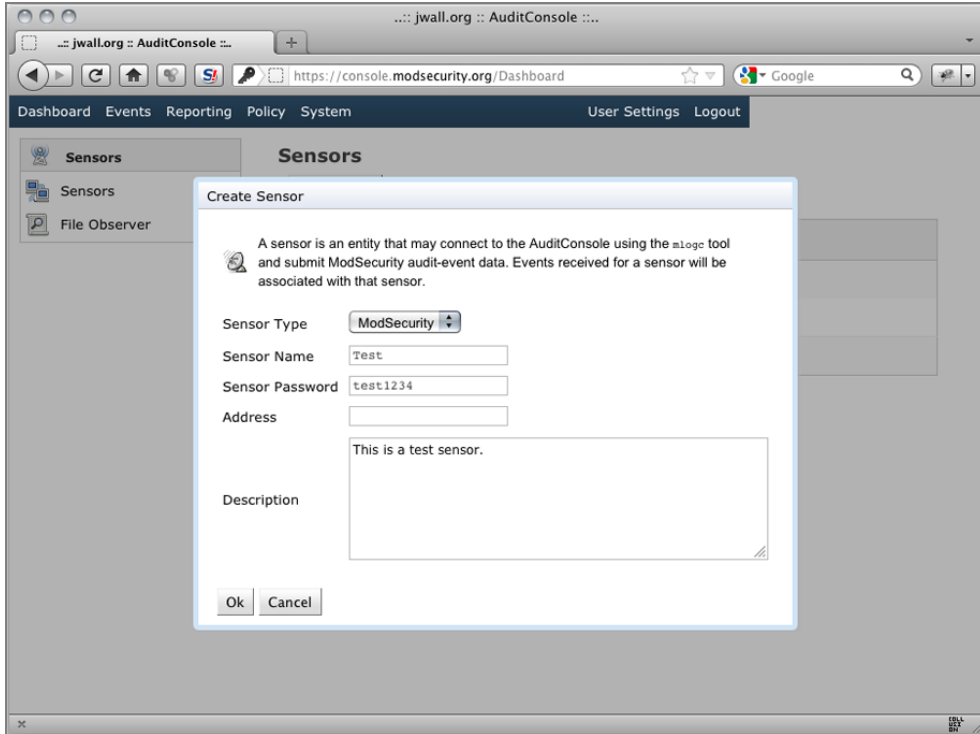 ..:: jwall.org :: AuditConsole ::..
..:: jwall.org :: AuditConsole ::..
https://console.modsecurity.org/Dashboard
Google
Dashboard Events Reporting Policy System User Settings Logout
Sensors
Sensors
File Observer
Sensors
Create Sensor
A sensor is an entity that may connect to the AuditConsole using the mlogc tool
and submit ModSecurity audit-event data. Events received for a sensor will be
associated with that sensor.
Sensor Type ModSecurity
Sensor Name Test
Sensor Password test1234
Address
Description This is a test sensor.
Ok Cancel